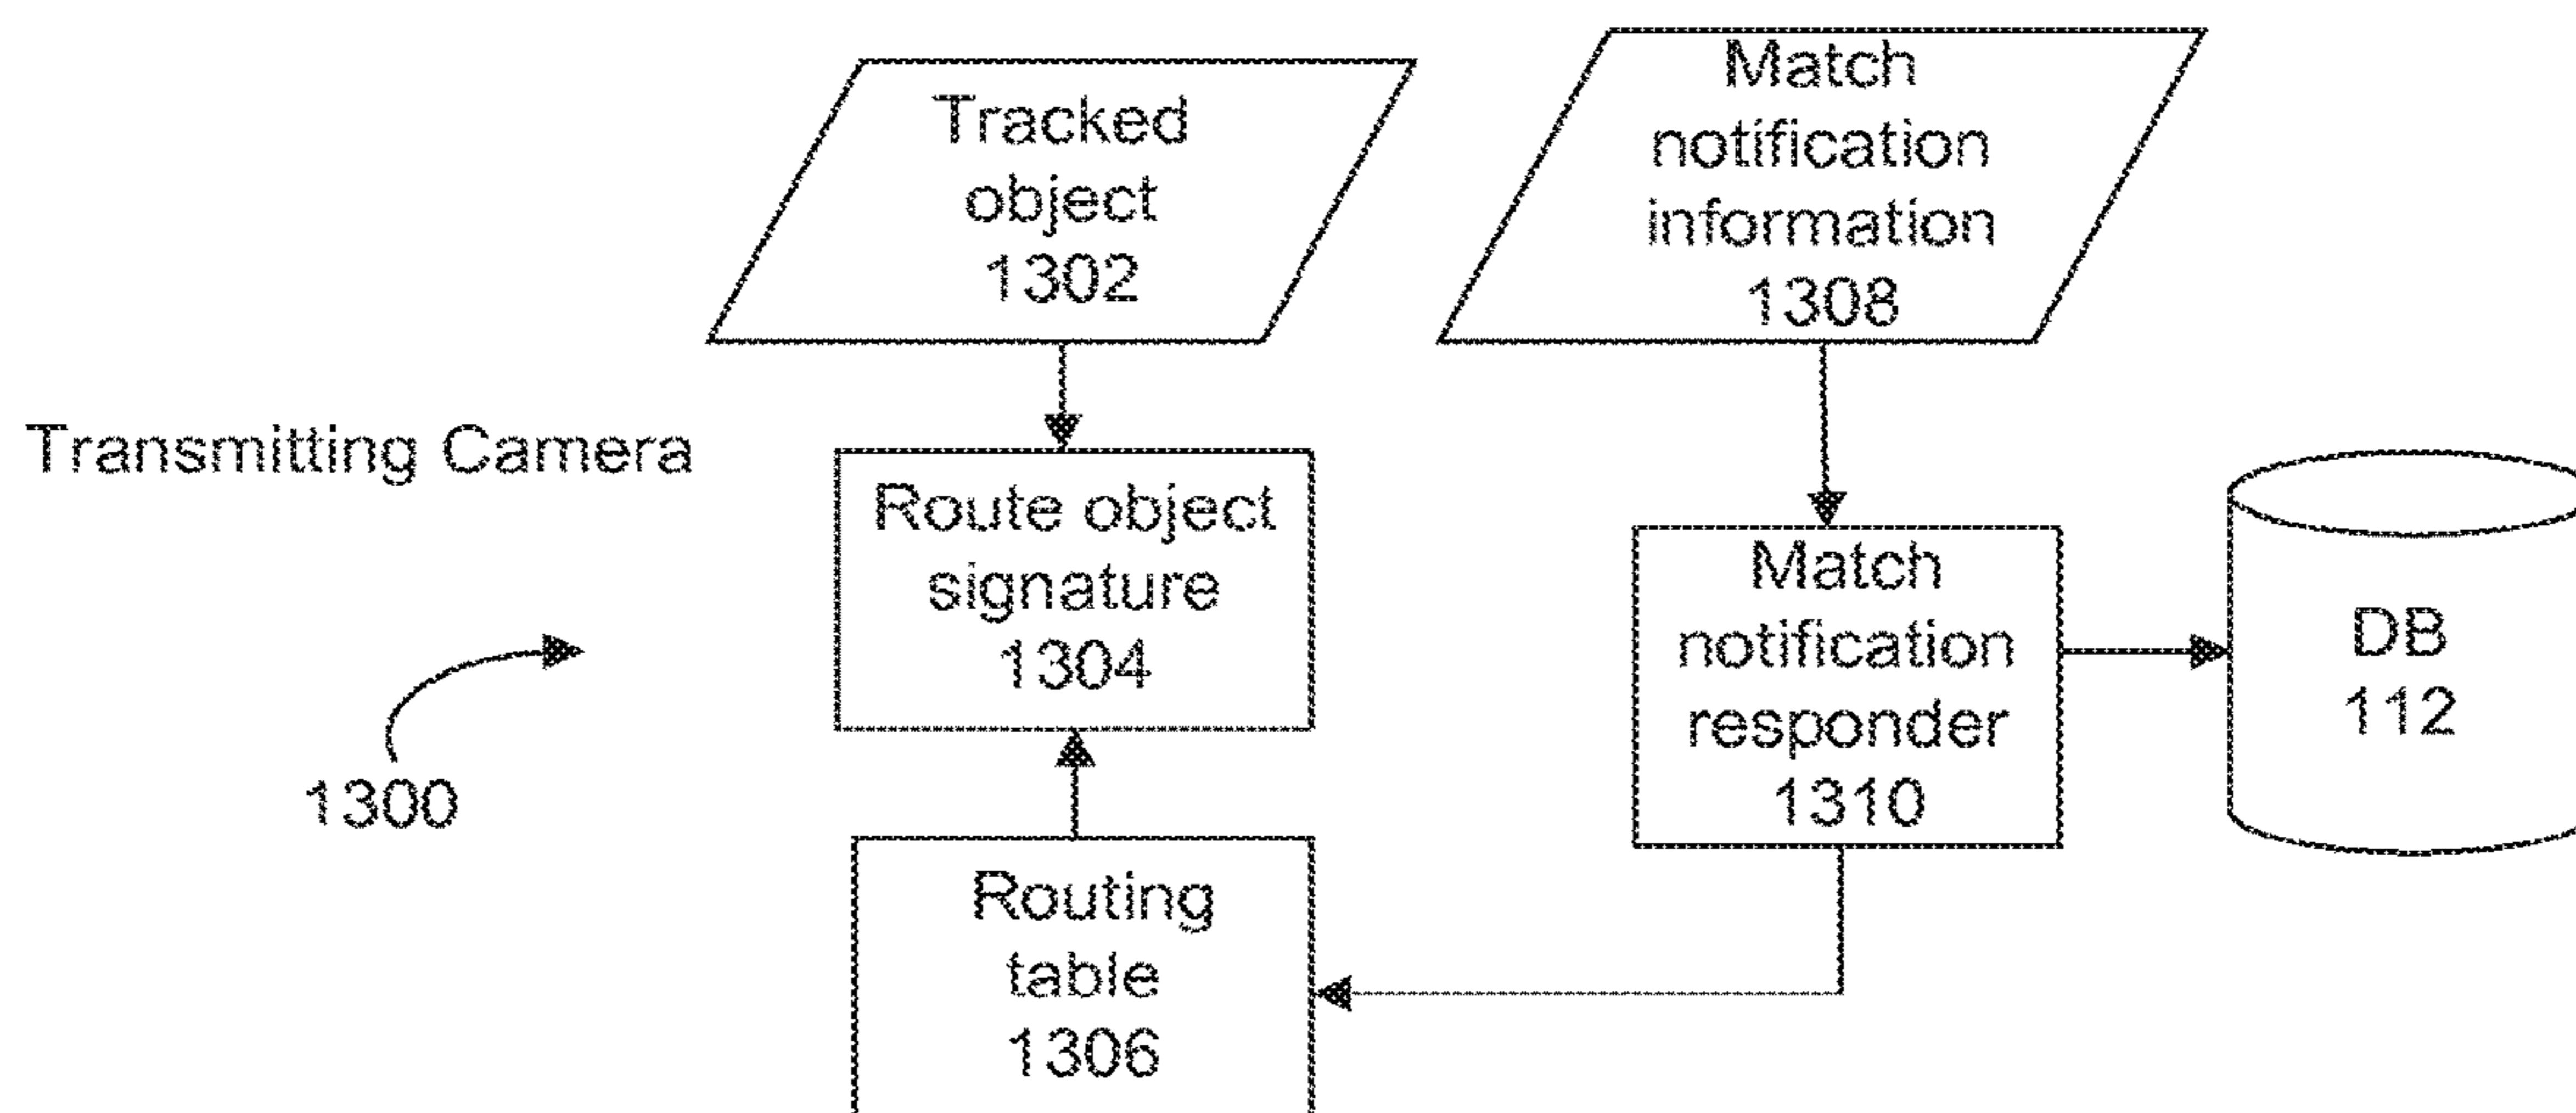 Tracked
object
1302
Match
notification
information
1308
Transmitting Camera
Route object
signature
1304
Match
notification
responder
1310
DB
112
1300
Routing
table
1306